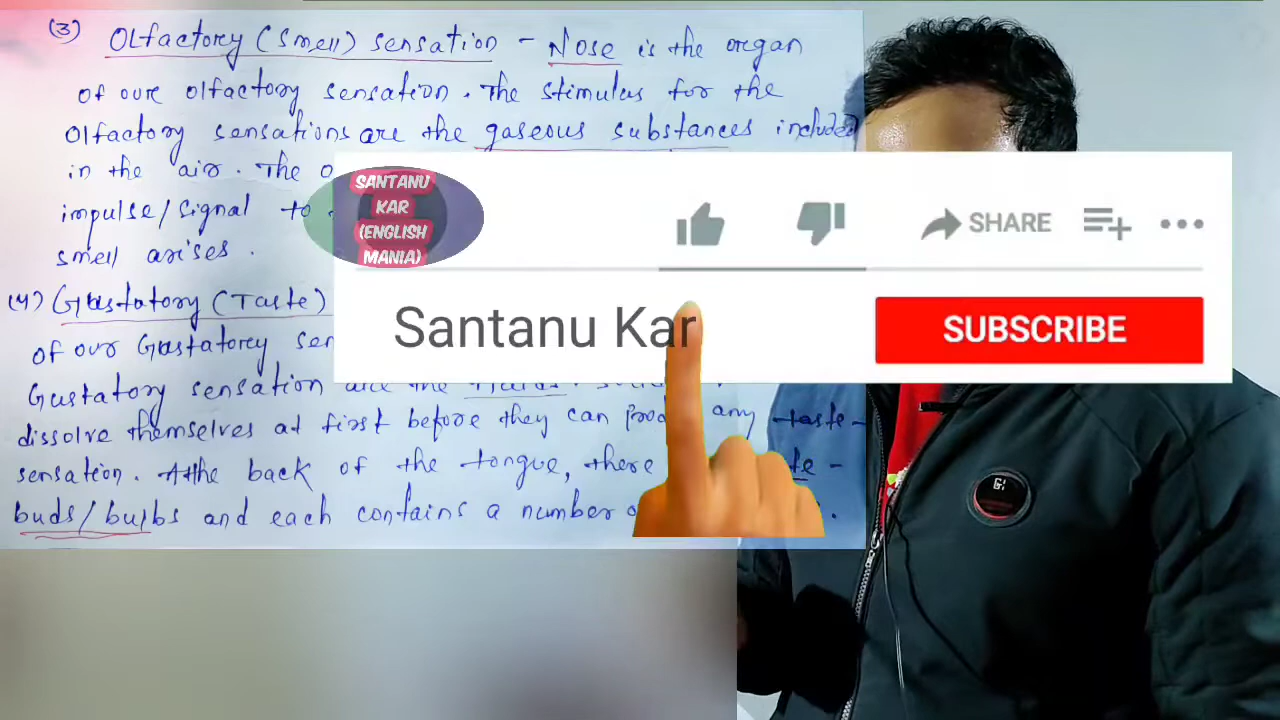 (3) Olfactory (Smell) sensation - Nose is the organ
of our olfactory sensation. The stimulus for the
olfactory sensations are the gaseous substances included
in the air. The
impulse/signal to
smell arises.
(4) Gustatory (Taste)
of our Gustatory
Gustatory sensation are the fluids.
dissolve themselves at first before they can any taste-
sensation. At the back of the tongue, there
buds/bulbs and each contains a number
SANTANU
KAR
(ENGLISH
MANIA)
SHARE
Santanu Kar
SUBSCRIBE